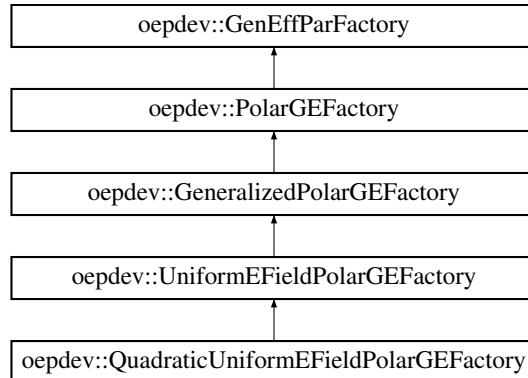 oepdev::GenEffParFactory
oepdev::PolarGEFactory
oepdev::GeneralizedPolarGEFactory
oepdev::UniformEFieldPolarGEFactory
oepdev::QuadraticUniformEFieldPolarGEFactory